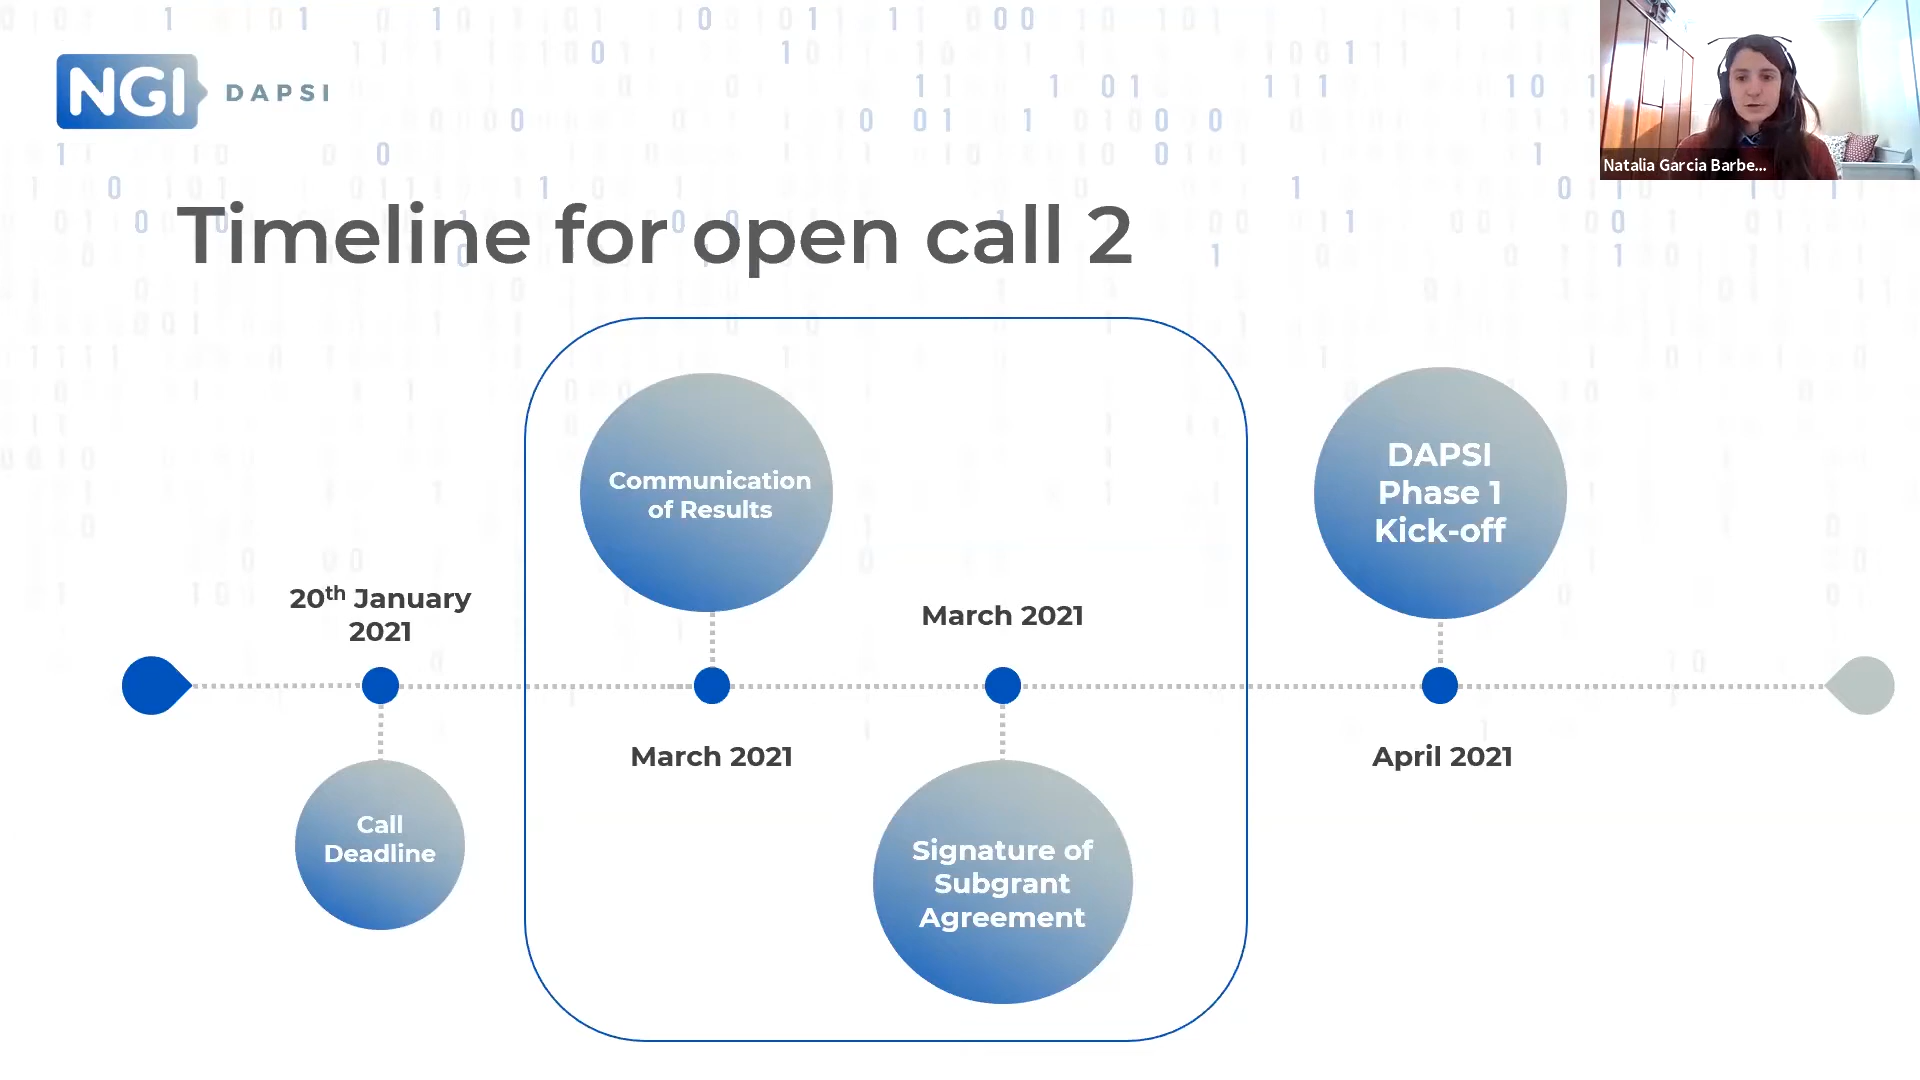 NGI DAPSI
Natalia Garcia Barbe...
Timeline for open call 2
Communication
of Results
DAPSI
Phase 1
Kick-off
20th January
2021
March 2021
March 2021
April 2021
Call
Deadline
Signature of
Subgrant
Agreement